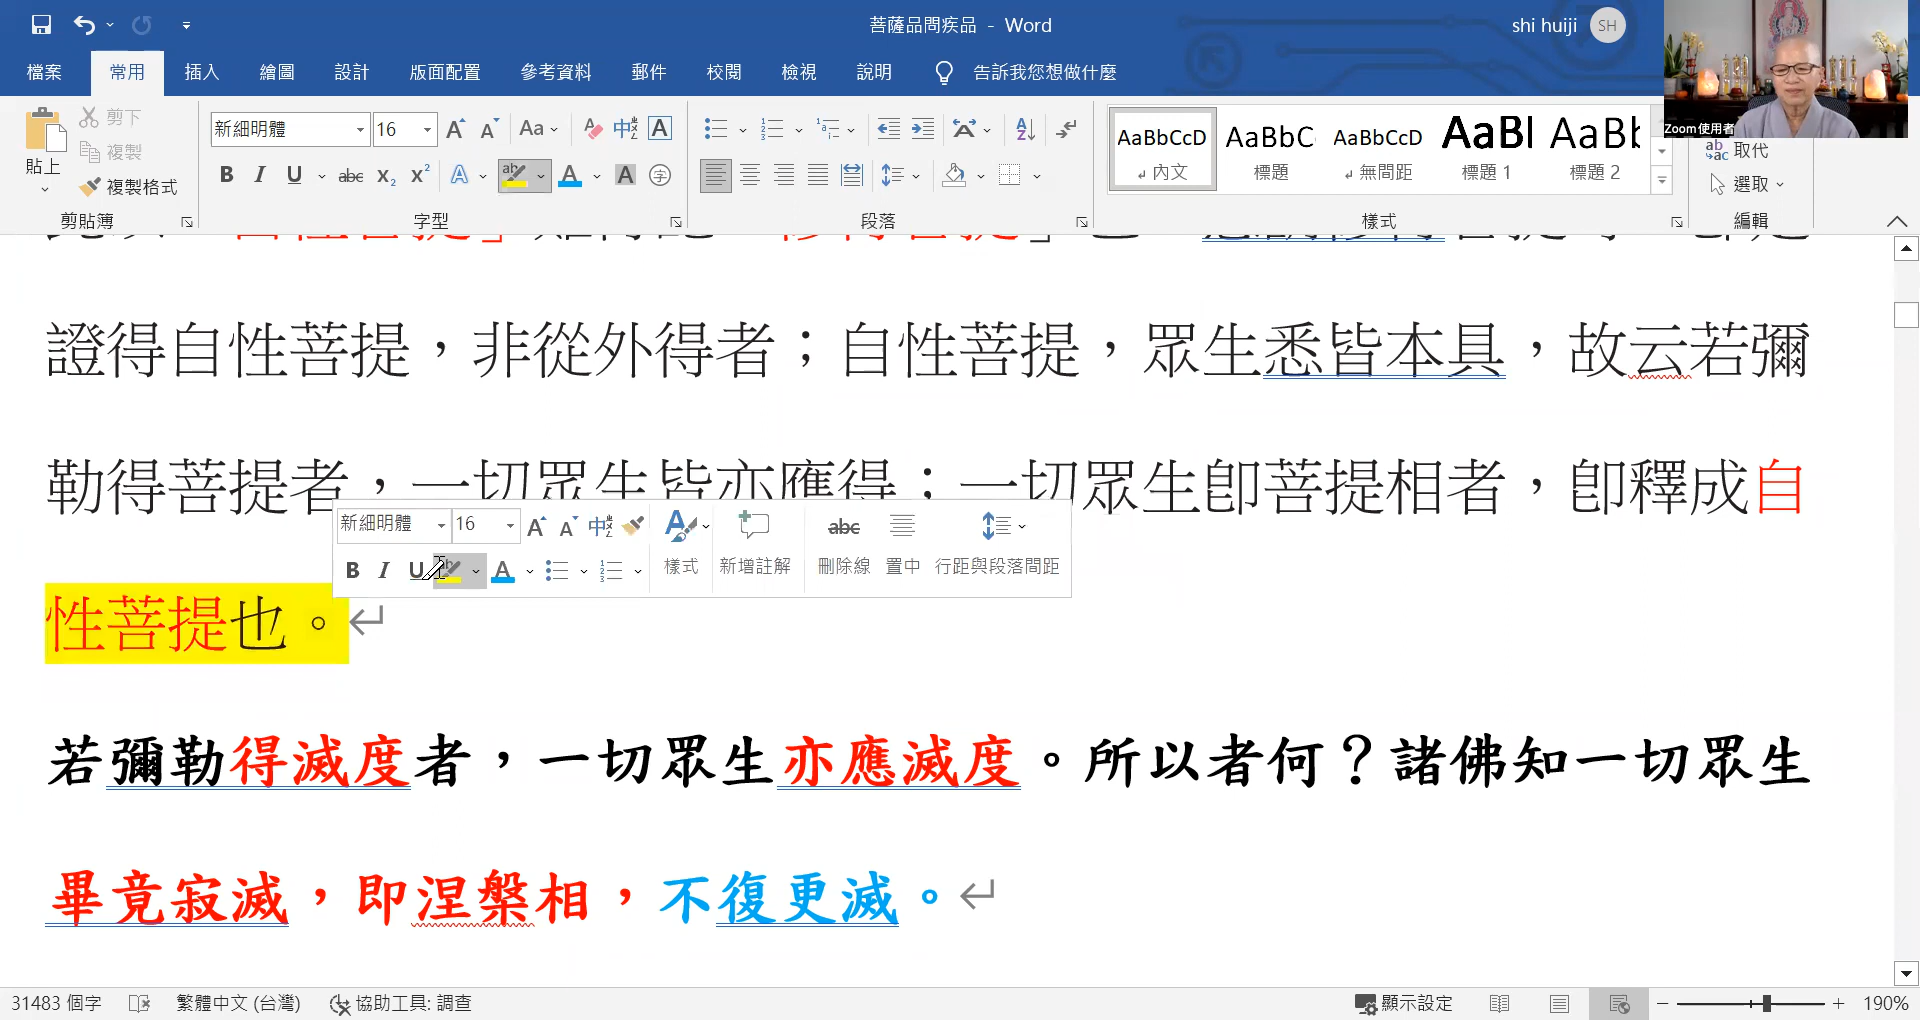 菩薩品問疾品 - Word
shi huiji SH
檔案 常用 插入 繪圖 設計 版面配置 參考資料 郵件 校閱 檢視 說明 告訴我您想做什麼
Zoom使用者
貼上 剪下 複製 複製格式 剪貼簿
新細明體 16 Aa 中 A
B I U abc X₂ X² A ab A A 字
字型
段落
AaBbCcD AaBbC AaBbCcD AaBl AaBb
內文 標題 無間距 標題 1 標題 2
樣式
取代
選取
編輯
證得自性菩提，非從外得者；自性菩提，眾生悉皆本具，故云若彌
勒得菩提者，一切眾生皆亦應得；一切眾生卽菩提相者，卽釋成自
新細明體 16 樣式 新增註解 abc 刪除線 置中 行距與段落間距
B I U A
性菩提也。
若彌勒得滅度者，一切眾生亦應滅度。所以者何？諸佛知一切眾生
畢竟寂滅，即涅槃相，不復更滅。
31483 個字 繁體中文 (台灣) 協助工具: 調查 顯示設定 190%